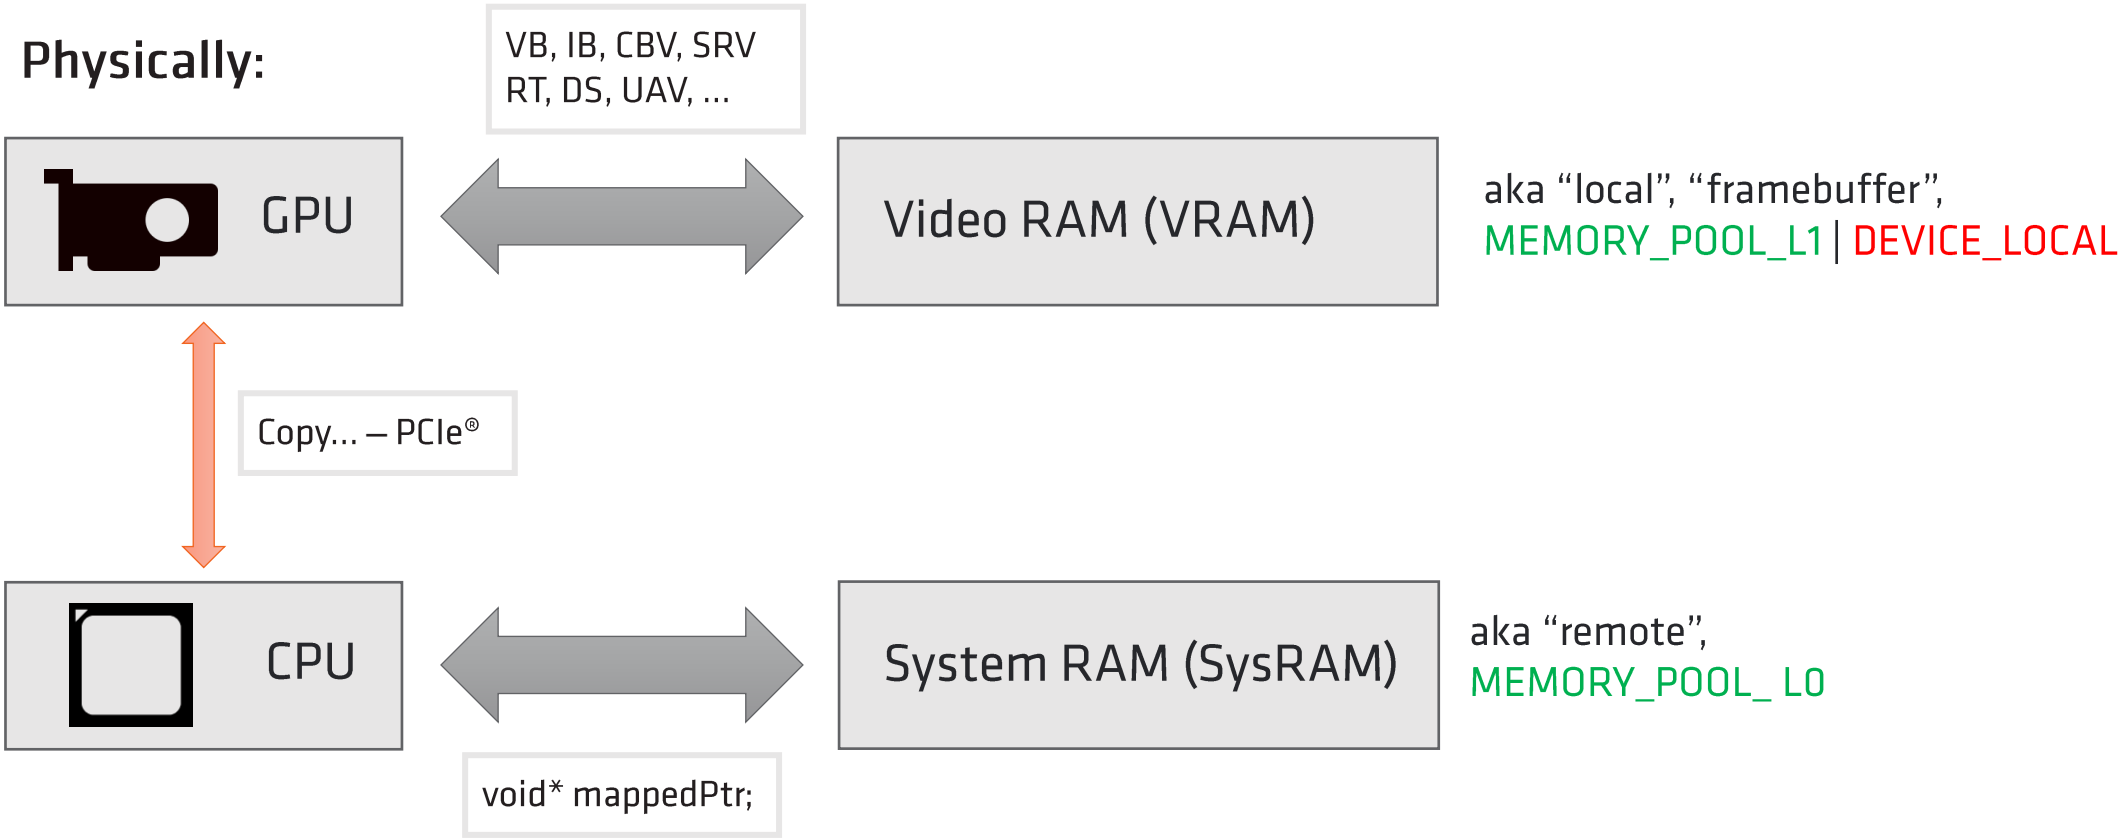 Physically:
VB, IB, CBV, SRV
RT, DS, UAV, ...
GPU
Video RAM (VRAM)
aka “local”, “framebuffer”,
MEMORY_POOL_L1 | DEVICE_LOCAL
Copy... – PCIe®
CPU
System RAM (SysRAM)
aka “remote”,
MEMORY_POOL_ L0
void* mappedPtr;